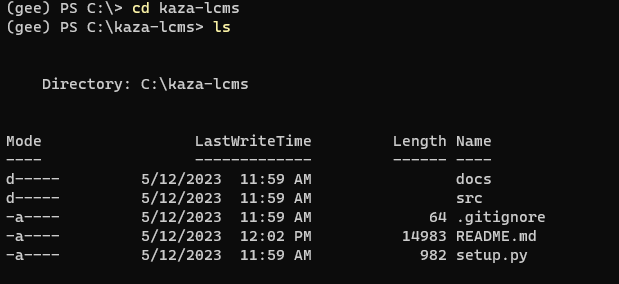 (gee) PS C:\> cd kaza-lcms
(gee) PS C:\kaza-lcms> ls
Directory: C:\kaza-lcms
Mode                 LastWriteTime         Length Name
----                 -------------         ------ ----
d-----         5/12/2023  11:59 AM                docs
d-----         5/12/2023  11:59 AM                src
-a----         5/12/2023  11:59 AM             64 .gitignore
-a----         5/12/2023  12:02 PM          14983 README.md
-a----         5/12/2023  11:59 AM            982 setup.py